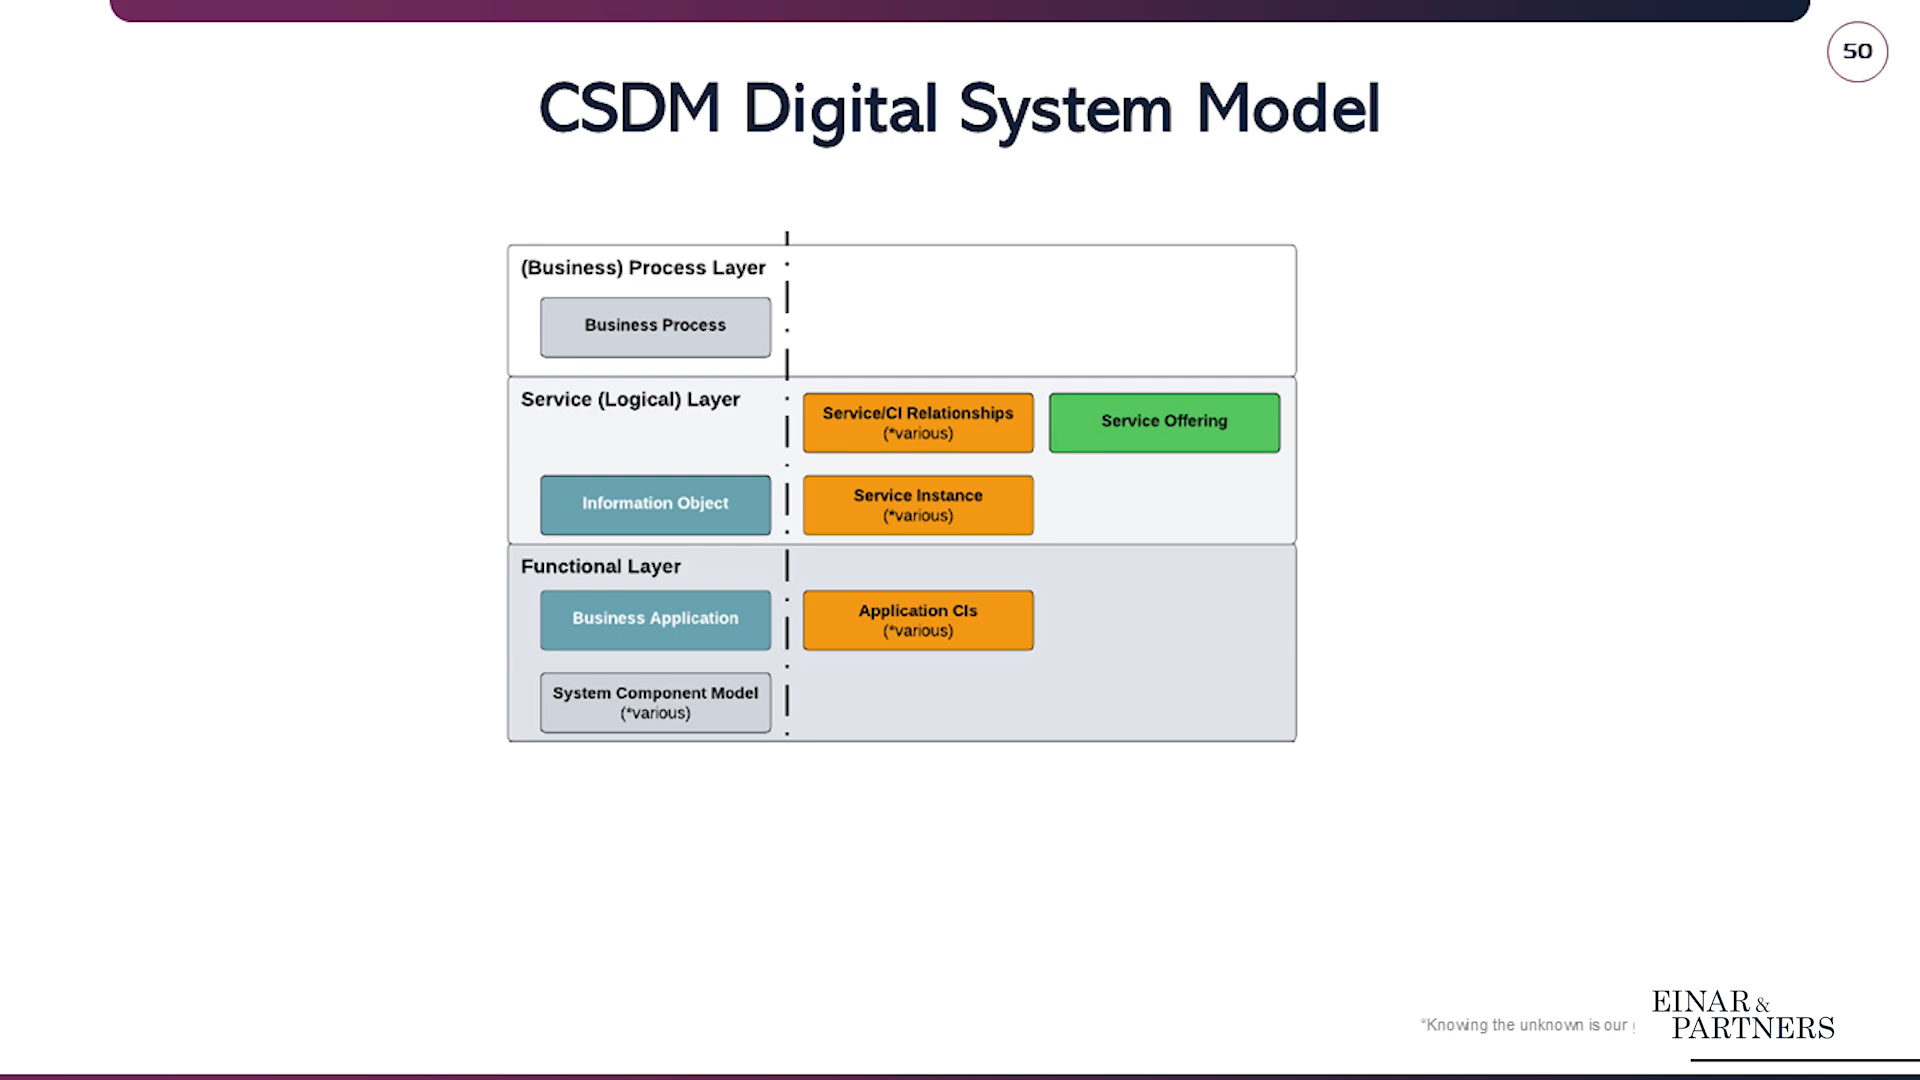 50
CSDM Digital System Model
(Business) Process Layer
Business Process
Service (Logical) Layer
Service/CI Relationships
(*various)
Service Offering
Information Object
Service Instance
(*various)
Functional Layer
Business Application
Application CIs
(*various)
System Component Model
(*various)
“Knowing the unknown is our
EINAR &
PARTNERS